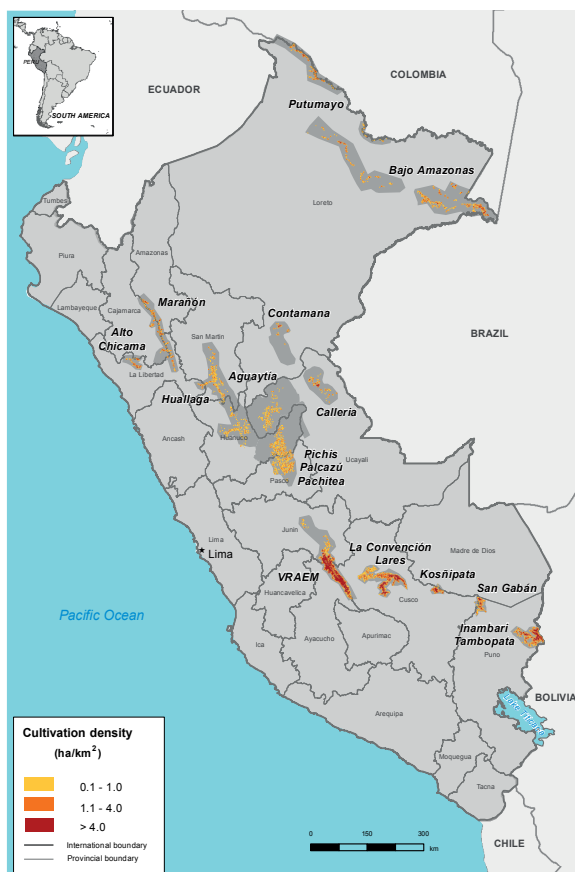 PERU
SOUTH AMERICA
ECUADOR
COLOMBIA
Putumayo
Bajo Amazonas
Loreto
Tumbes
Piura
Amazonas
Lambayeque
Cajamarca
Marañón
Contamana
BRAZIL
San Martin
Alto
Chicama
La Libertad
Aguaytía
Huallaga
Callería
Ancash
Huanuco
Pichis
Palcazú
Pachitea
Ucayali
Pasco
Junin
Lima
Lima
La Convención
Lares
Madre de Dios
VRAEM
Kosñipata
San Gabán
Cusco
Huancavelica
Pacific Ocean
Inambari
Tambopata
Ica
Ayacucho
Apurimac
Puno
Arequipa
BOLIVIA
Lake Titicaca
Moquegua
Tacna
CHILE
Cultivation density
(ha/km²)
0.1 - 1.0
1.1 - 4.0
> 4.0
International boundary
Provincial boundary
0 150 300
km